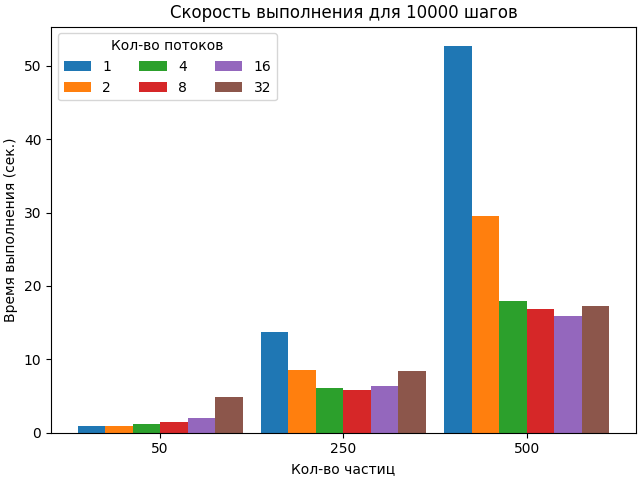 Скорость выполнения для 10000 шагов
Кол-во потоков
1 4 16
2 8 32
Время выполнения (сек.)
50
40
30
20
10
0
50 250 500
Кол-во частиц